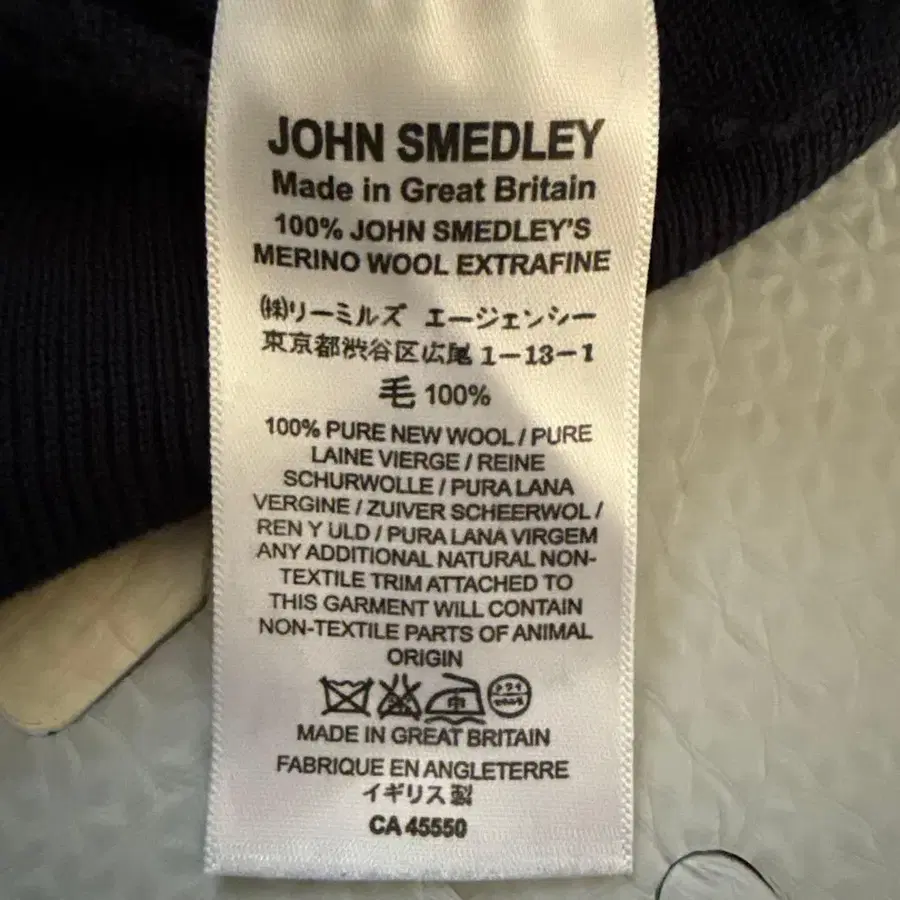 JOHN SMEDLEY
Made in Great Britain
100% JOHN SMEDLEY'S
MERINO WOOL EXTRAFINE
㈱リーミルズ エージェンシー
東京都渋谷区広尾 1-13-1
毛 100%
100% PURE NEW WOOL / PURE
LAINE VIERGE / REINE
SCHURWOLLE / PURA LANA
VERGINE / ZUIVER SCHEERWOL /
REN Y ULD / PURA LANA VIRGEM
ANY ADDITIONAL NATURAL NON-
TEXTILE TRIM ATTACHED TO
THIS GARMENT WILL CONTAIN
NON-TEXTILE PARTS OF ANIMAL
ORIGIN
中 ドライ
MADE IN GREAT BRITAIN
FABRIQUE EN ANGLETERRE
イギリス製
CA 45550